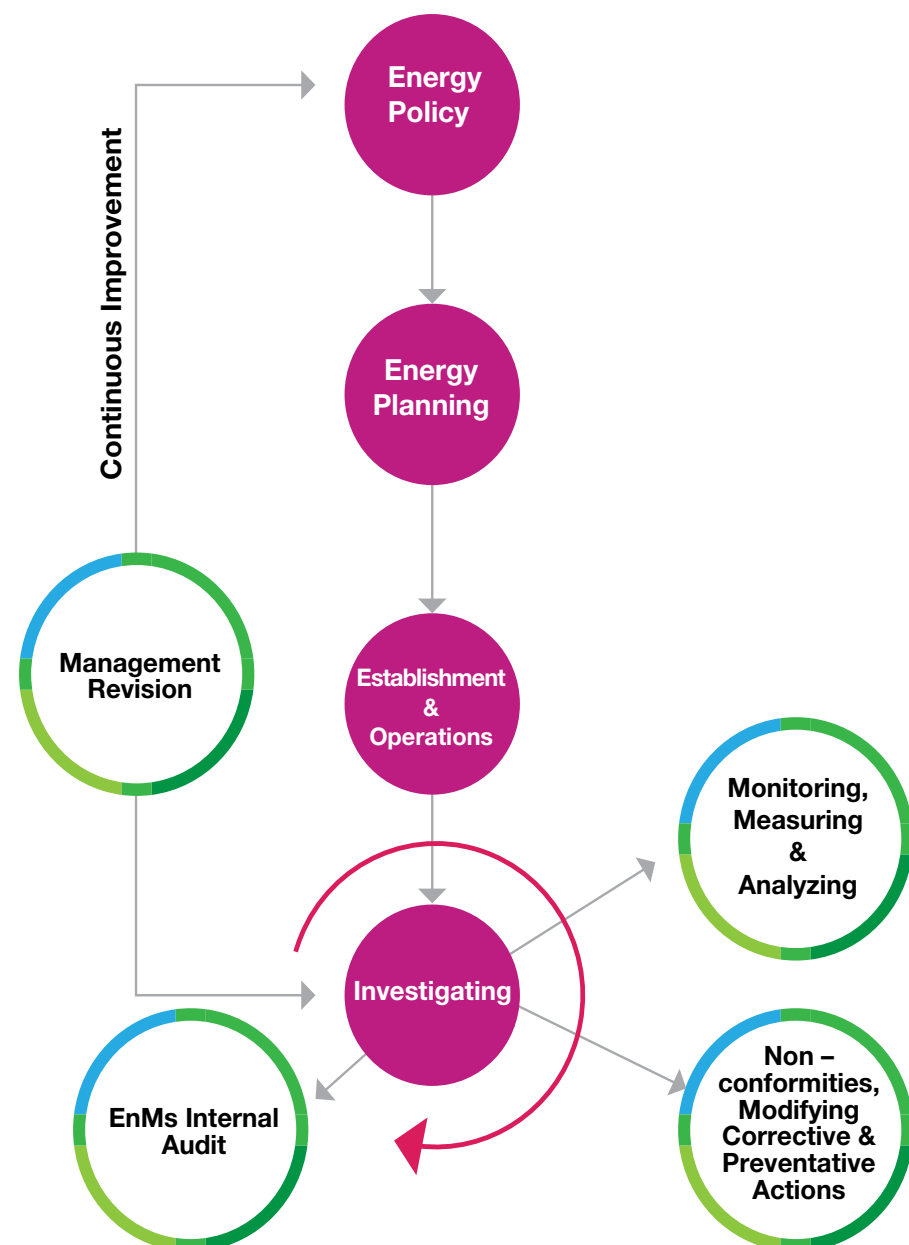 Energy
Policy
Continuous Improvement
Energy
Planning
Management
Revision
Establishment
&
Operations
Monitoring,
Measuring
&
Analyzing
Investigating
EnMs Internal
Audit
Non –
conformities,
Modifying
Corrective &
Preventative
Actions